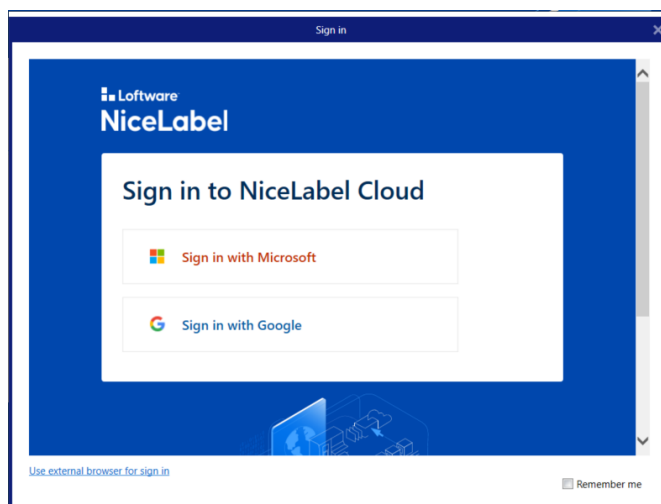 Sign in
Loftware
NiceLabel
Sign in to NiceLabel Cloud
Sign in with Microsoft
Sign in with Google
Use external browser for sign in
Remember me